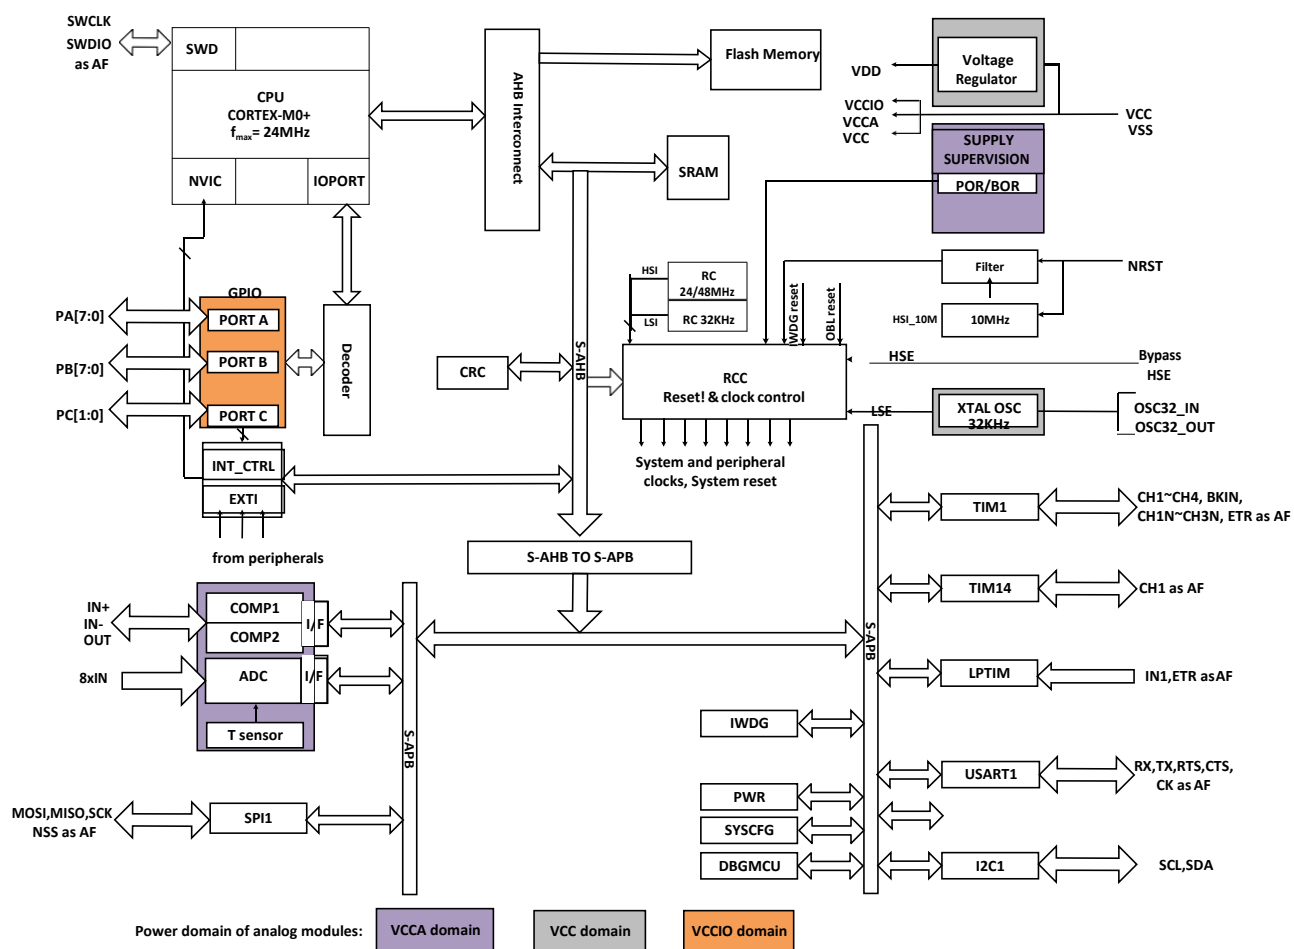 SWCLK
SWDIO
as AF
SWD
CPU
CORTEX-M0+
fmax= 24MHz
NVIC
IOPORT
AHB Interconnect
Flash Memory
SRAM
VDD
Voltage
Regulator
VCCIO
VCCA
VCC
VCC
VSS
SUPPLY
SUPERVISION
POR/BOR
Filter
NRST
HSI_10M
10MHz
HSI
RC
24/48MHz
LSI
RC 32KHz
IWDG reset
OBL reset
GPIO
PA[7:0]
PORT A
PB[7:0]
PORT B
PC[1:0]
PORT C
Decoder
CRC
S-AHB
RCC
Reset! & clock control
HSE
Bypass
HSE
LSE
XTAL OSC
32KHz
OSC32_IN
OSC32_OUT
System and peripheral
clocks, System reset
INT_CTRL
EXTI
from peripherals
S-AHB TO S-APB
TIM1
CH1~CH4, BKIN,
CH1N~CH3N, ETR as AF
TIM14
CH1 as AF
IN+
IN-
OUT
COMP1
COMP2
I/F
8xIN
ADC
I/F
T sensor
S-APB
S-APB
LPTIM
IN1,ETR asAF
IWDG
USART1
RX,TX,RTS,CTS,
CK as AF
MOSI,MISO,SCK
NSS as AF
SPI1
PWR
SYSCFG
DBGMCU
I2C1
SCL,SDA
Power domain of analog modules:
VCCA domain
VCC domain
VCCIO domain